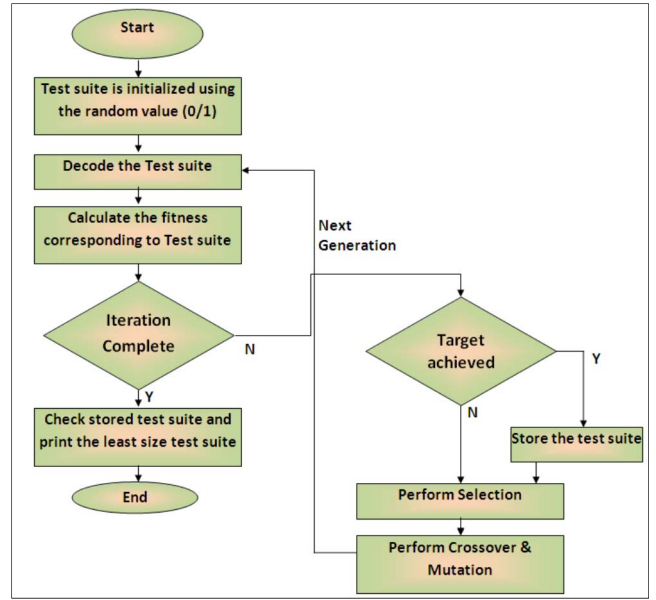 Start
Test suite is initialized using
the random value (0/1)
Decode the Test suite
Calculate the fitness
corresponding to Test suite
Next
Generation
Iteration
Complete
N
Target
achieved
Y
Y
N
Check stored test suite and
print the least size test suite
Store the test suite
End
Perform Selection
Perform Crossover &
Mutation